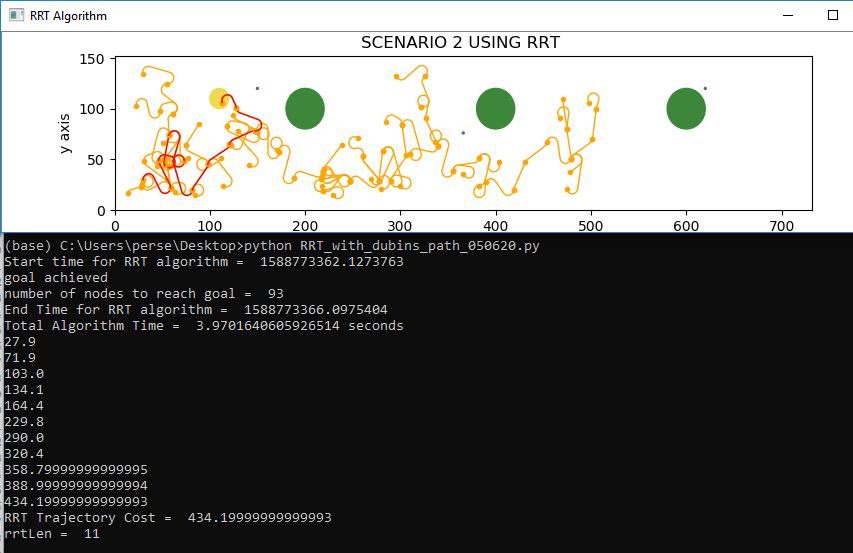 RRT Algorithm
SCENARIO 2 USING RRT
150
100
50
0
y axis
0 100 200 300 400 500 600 700
(base) C:\Users\perse\Desktop>python RRT_with_dubins_path_050620.py
Start time for RRT algorithm =  1588773362.1273763
goal achieved
number of nodes to reach goal =  93
End Time for RRT algorithm =  1588773366.0975404
Total Algorithm Time =  3.9701640605926514 seconds
27.9
71.9
103.0
134.1
164.4
229.8
290.0
320.4
358.79999999999995
388.99999999999994
434.19999999999993
RRT Trajectory Cost =  434.19999999999993
rrtLen =  11